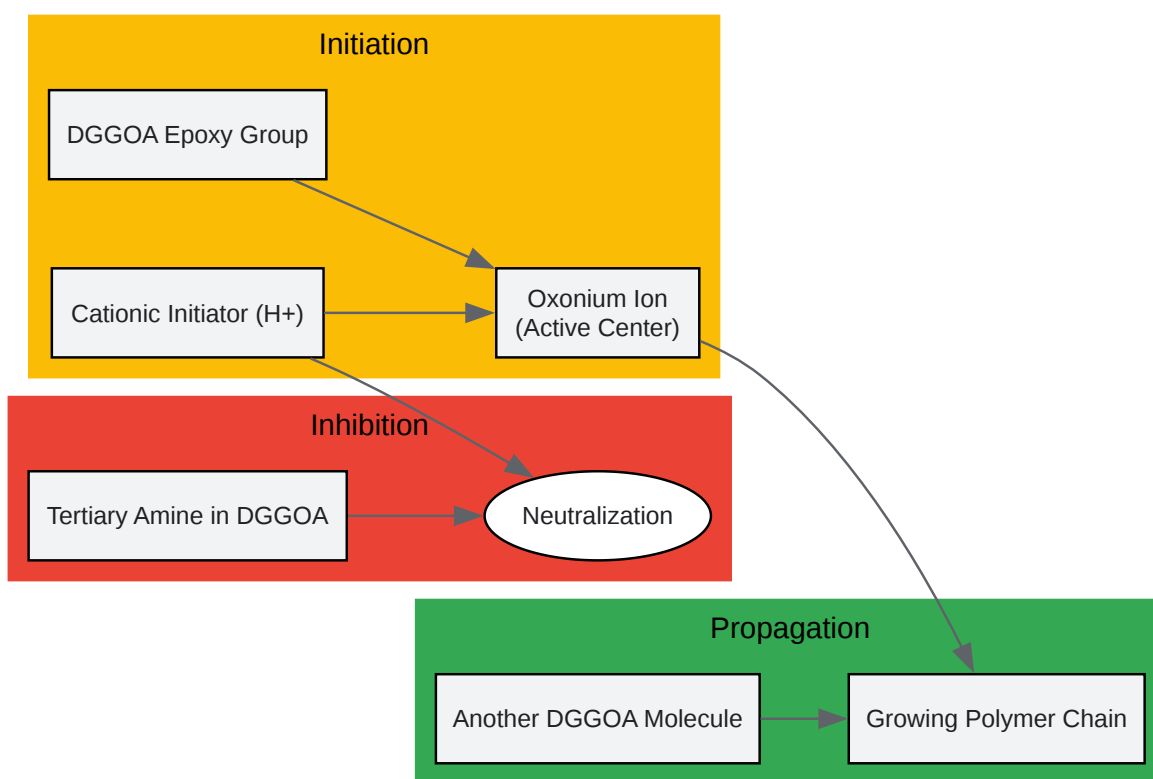 Initiation
DGGOA Epoxy Group
Cationic Initiator (H+)
Oxonium Ion
(Active Center)
Inhibition
Tertiary Amine in DGGOA
Neutralization
Propagation
Another DGGOA Molecule
Growing Polymer Chain